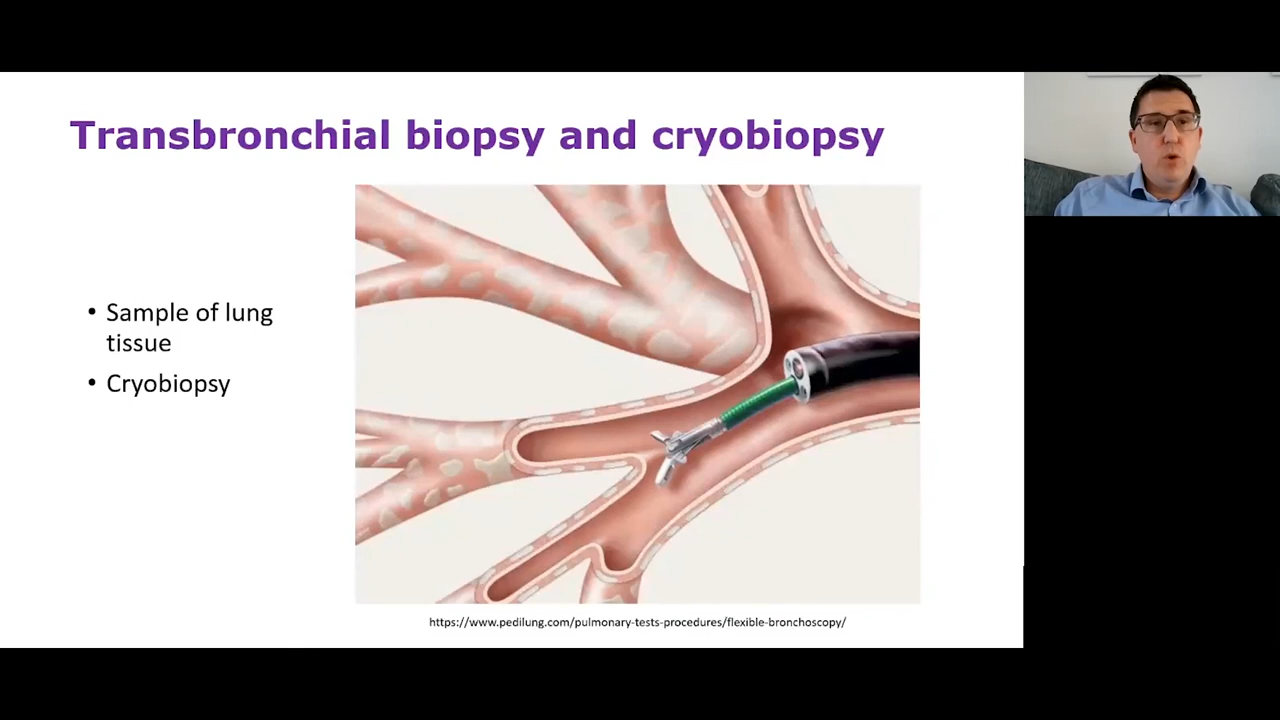 Transbronchial biopsy and cryobiopsy
• Sample of lung
tissue
• Cryobiopsy
https://www.pedilung.com/pulmonary-tests-procedures/flexible-bronchoscopy/